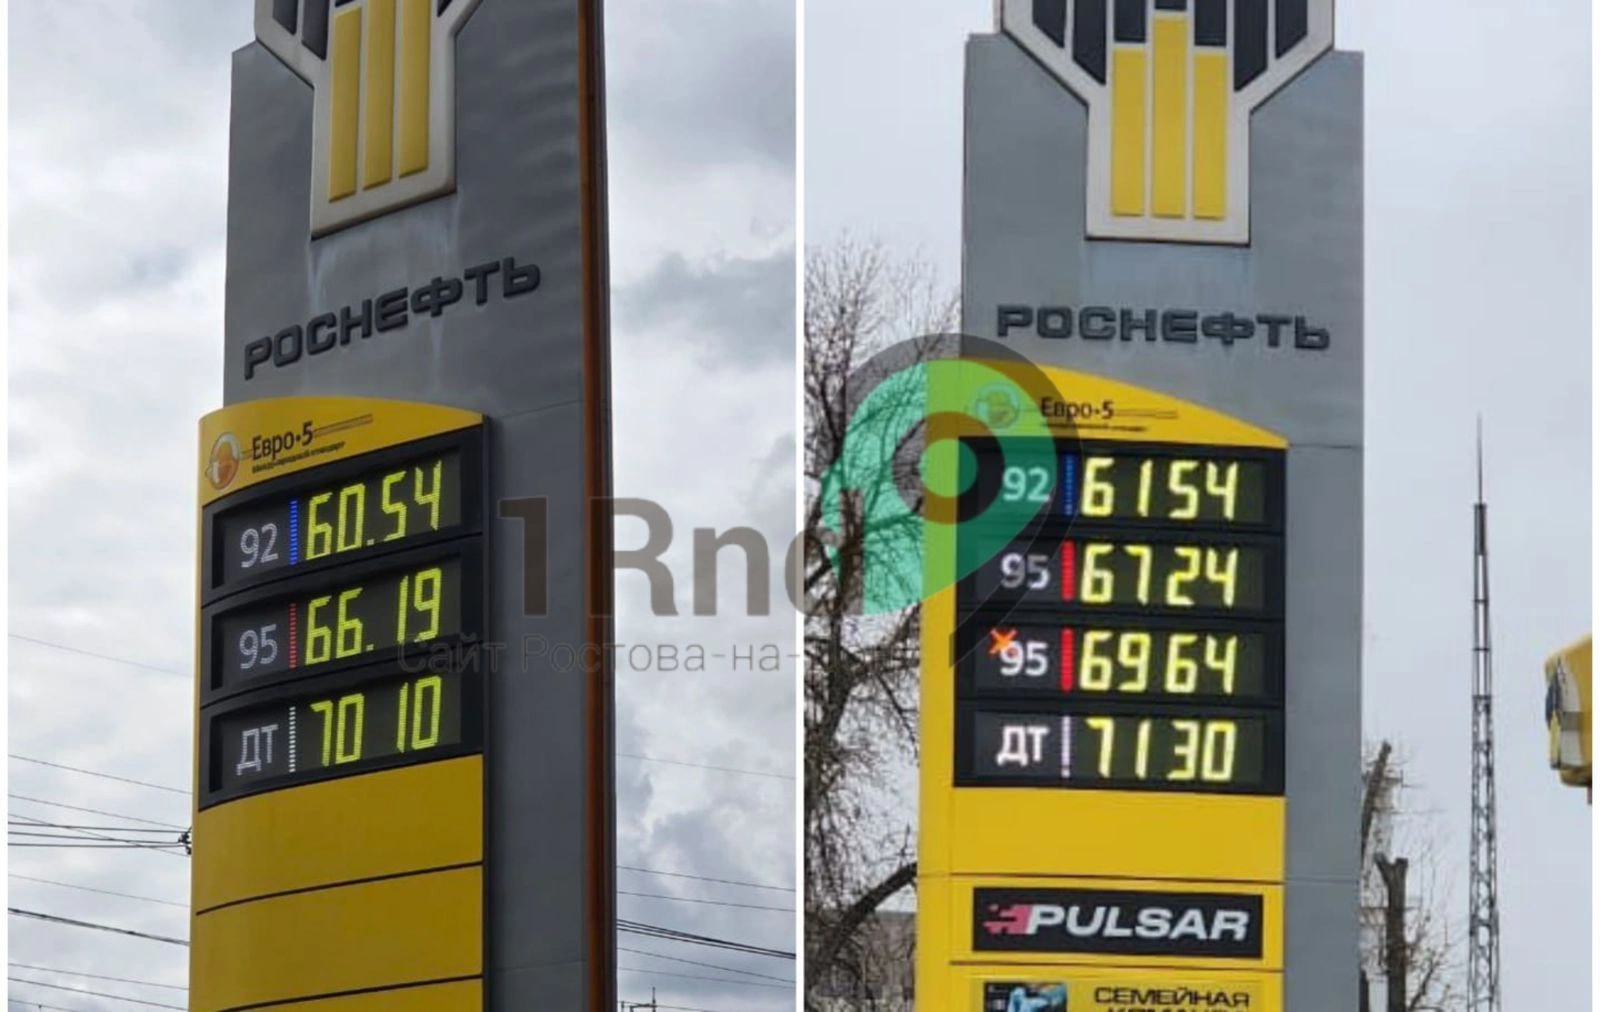 РОСНЕФТЬ
Евро•5
92 60.54
95 66.19
ДТ 70 10
РОСНЕФТЬ
Евро•5
92 61 54
95 67 24
95 69 64
ДТ 71 30
PULSAR
СЕМЕЙНАЯ
КОМАНДА
1Rnd
Сайт Ростова-на-